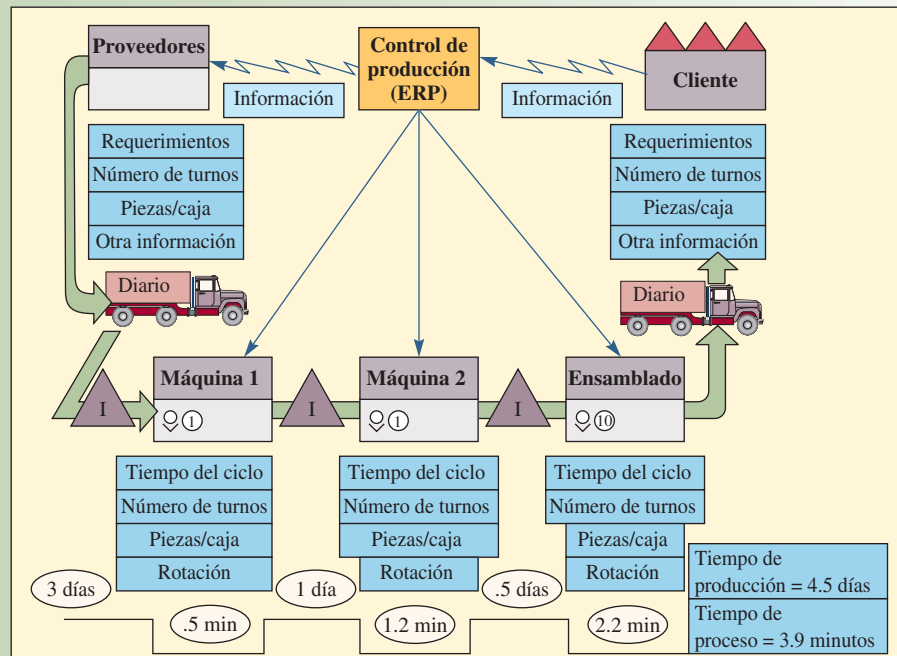 Proveedores
Información
Control de
producción
(ERP)
Información
Cliente
Requerimientos
Número de turnos
Piezas/caja
Otra información
Diario
Requerimientos
Número de turnos
Piezas/caja
Otra información
Diario
I
Máquina 1
1
I
Máquina 2
1
I
Ensamblado
10
Tiempo del ciclo
Número de turnos
Piezas/caja
Rotación
Tiempo del ciclo
Número de turnos
Piezas/caja
Rotación
Tiempo del ciclo
Número de turnos
Piezas/caja
Rotación
3 días
.5 min
1 día
1.2 min
.5 días
2.2 min
Tiempo de
producción = 4.5 días
Tiempo de
proceso = 3.9 minutos